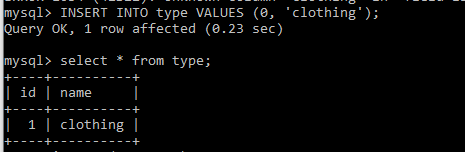 mysql> INSERT INTO type VALUES (0, 'clothing');
Query OK, 1 row affected (0.23 sec)
mysql> select * from type;
+----+----------+
| id | name     |
+----+----------+
|  1 | clothing |
+----+----------+